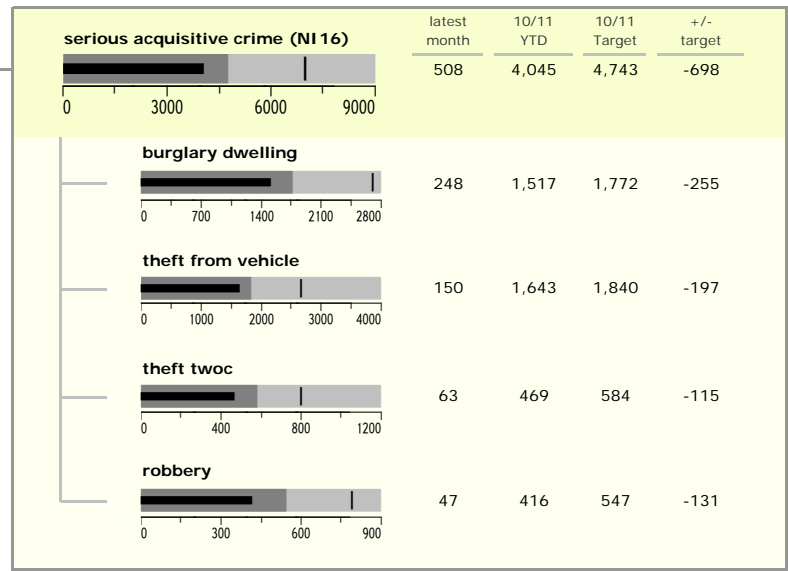 serious acquisitive crime (NI16)
latest month
10/11 YTD
10/11 Target
+/- target
508 4,045 4,743 -698
0 3000 6000 9000
burglary dwelling
248 1,517 1,772 -255
0 700 1400 2100 2800
theft from vehicle
150 1,643 1,840 -197
0 1000 2000 3000 4000
theft twoc
63 469 584 -115
0 400 800 1200
robbery
47 416 547 -131
0 300 600 900